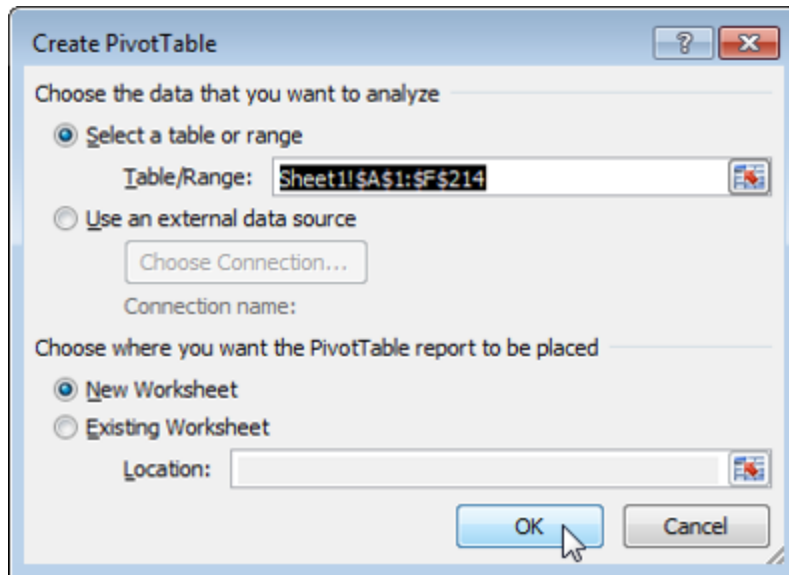 Create PivotTable
Choose the data that you want to analyze
Select a table or range
Table/Range: Sheet1!$A$1:$F$214
Use an external data source
Choose Connection...
Connection name:
Choose where you want the PivotTable report to be placed
New Worksheet
Existing Worksheet
Location:
OK Cancel